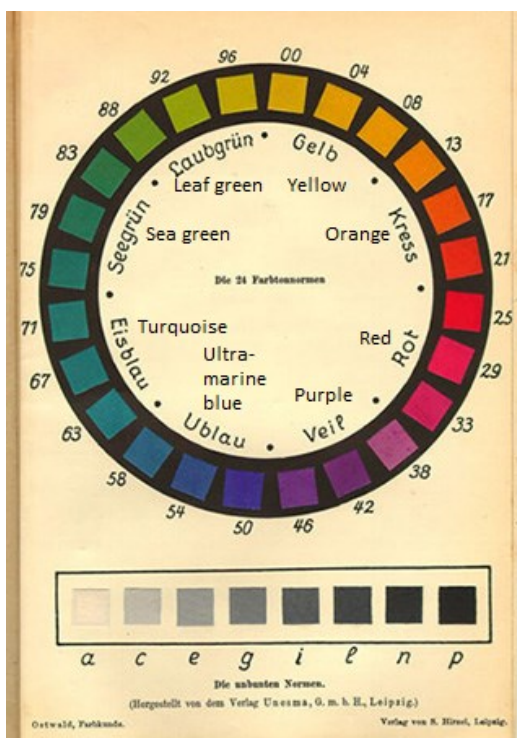 00
04
08
13
17
21
25
29
33
38
42
46
50
54
58
63
67
71
75
79
83
88
92
96
Gelb
Yellow
Kress
Orange
Rot
Red
Veil
Purple
Ublau
Ultra-
marine
blue
Eisblau
Turquoise
Seegrün
Sea green
Laubgrün
Leaf green
Die 24 Farbtonnormen
a c e g i l n p
Die unbunten Normen.
(Hergestellt von dem Verlag Unesma, G. m. b. H., Leipzig.)
Ostwald, Farbkunde.
Verlag von S. Hirzel, Leipzig.